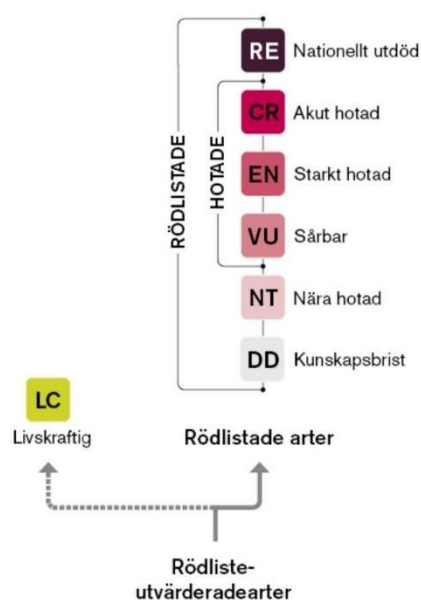 RE Nationellt utdöd
CR Akut hotad
EN Starkt hotad
VU Sårbar
NT Nära hotad
DD Kunskapsbrist
RÖDLISTADE
HOTADE
LC
Livskraftig
Rödlistade arter
Rödliste-
utvärderadearter